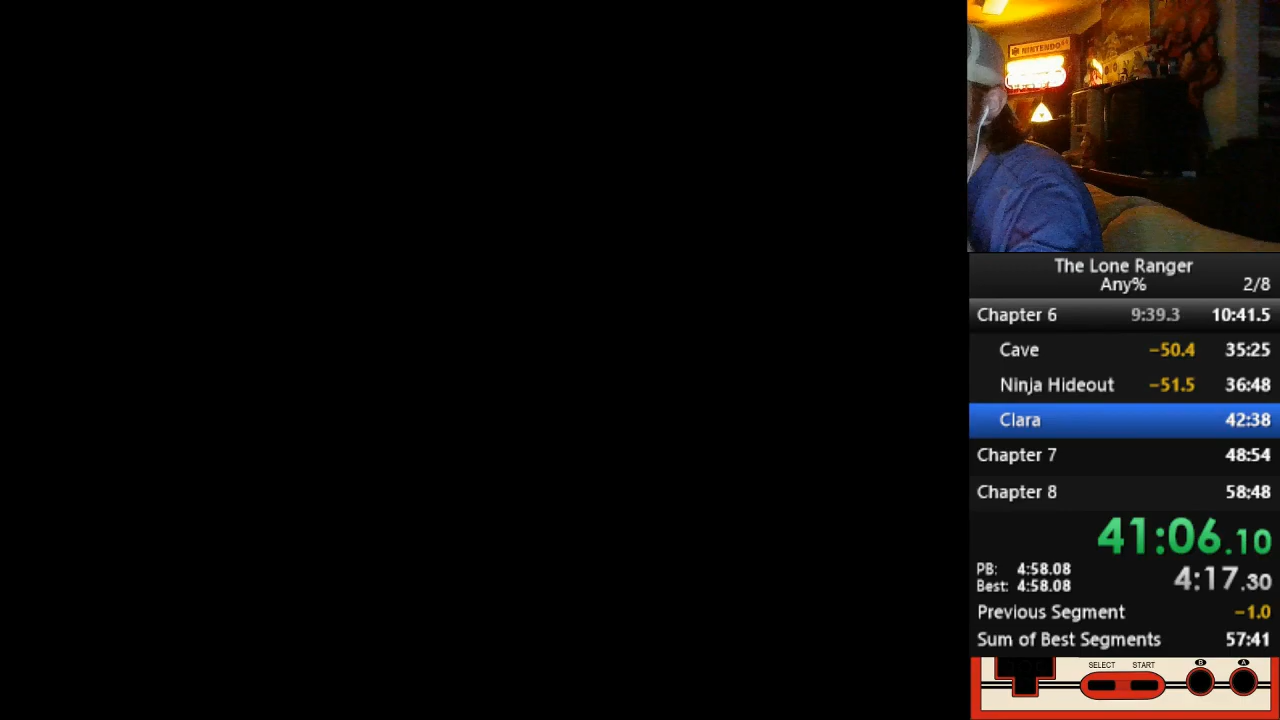 NINTENDO
The Lone Ranger
Any% 2/8
Chapter 6 9:39.3 10:41.5
Cave −50.4 35:25
Ninja Hideout −51.5 36:48
Clara 42:38
Chapter 7 48:54
Chapter 8 58:48
41:06.10
PB: 4:58.08
Best: 4:58.08
4:17.30
Previous Segment −1.0
Sum of Best Segments 57:41
SELECT START B A